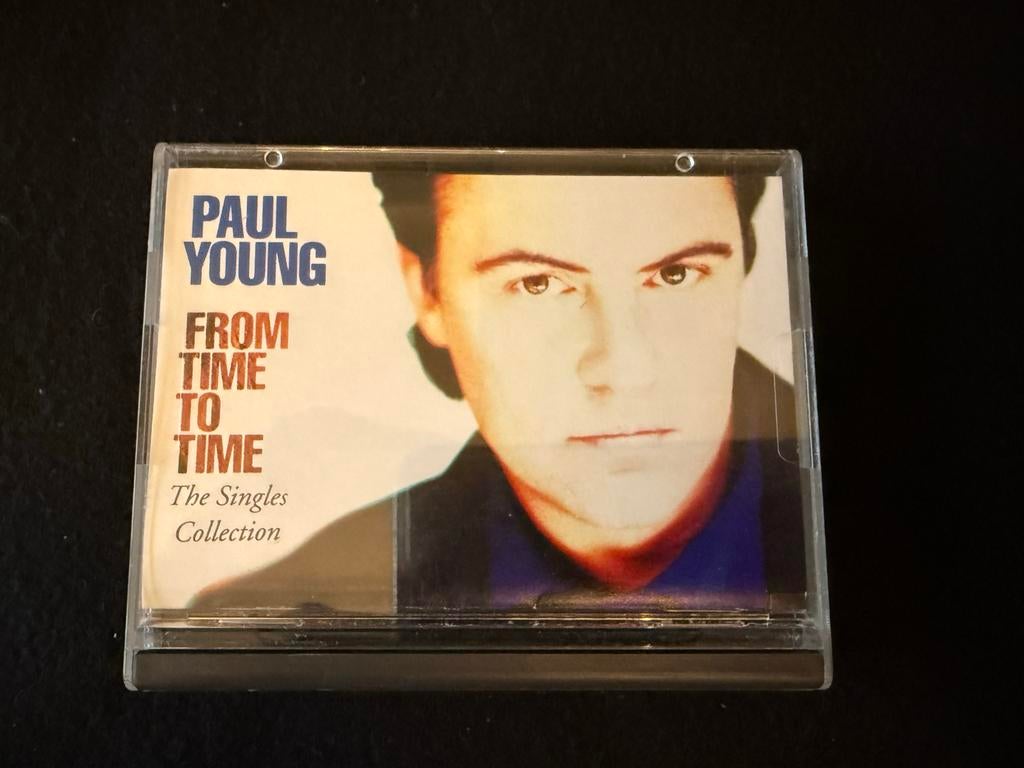 PAUL
YOUNG
FROM
TIME
TO
TIME
The Singles
Collection